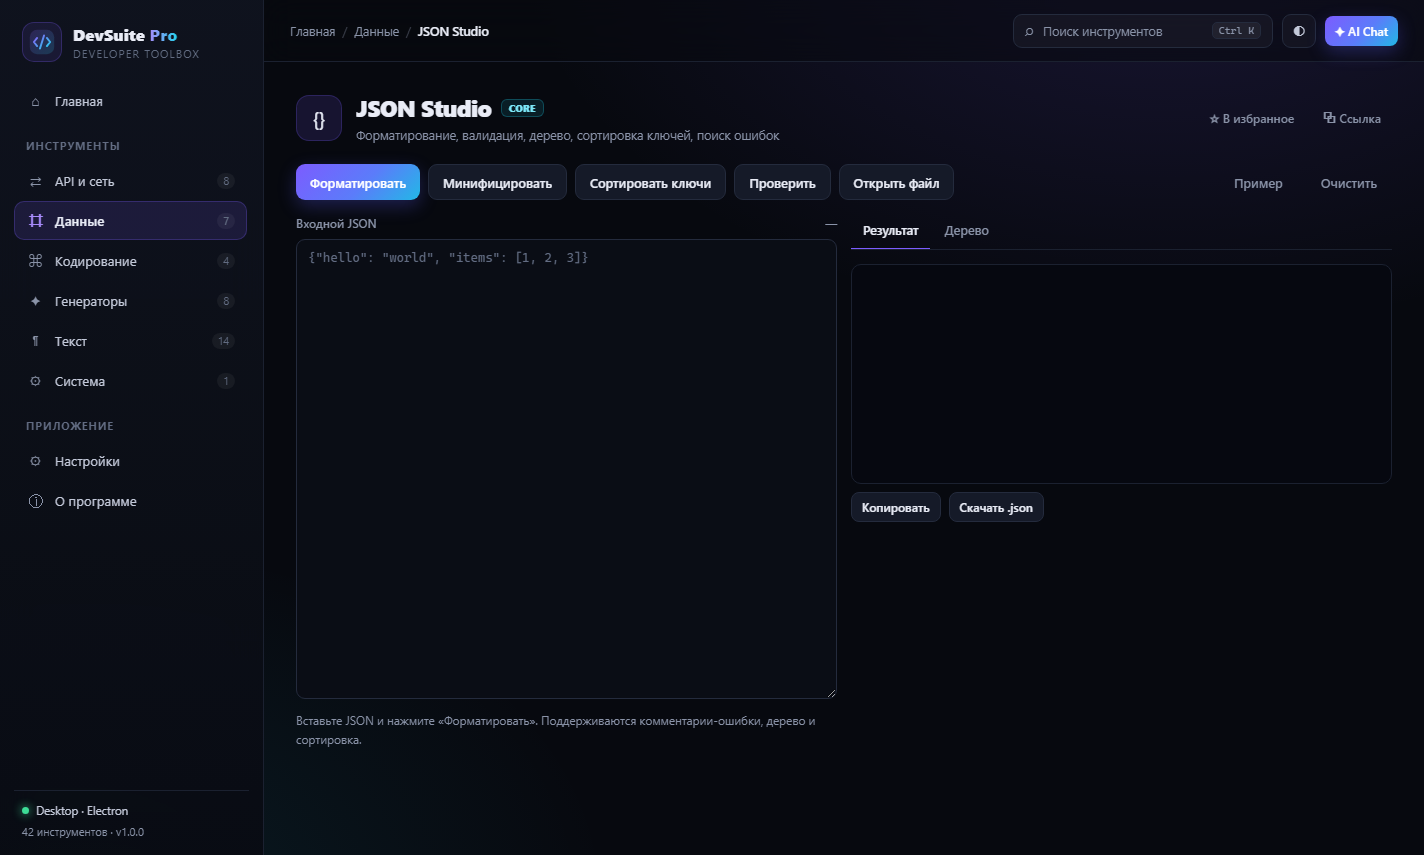 DevSuite Pro
DEVELOPER TOOLBOX
Главная
ИНСТРУМЕНТЫ
API и сеть 8
Данные 7
Кодирование 4
Генераторы 8
Текст 14
Система 1
ПРИЛОЖЕНИЕ
Настройки
О программе
Desktop · Electron
42 инструментов · v1.0.0
Главная / Данные / JSON Studio
Поиск инструментов Ctrl K
AI Chat
{}
JSON Studio CORE
Форматирование, валидация, дерево, сортировка ключей, поиск ошибок
☆ В избранное
Ссылка
Форматировать Минифицировать Сортировать ключи Проверить Открыть файл Пример Очистить
Входной JSON —
{"hello": "world", "items": [1, 2, 3]}
Вставьте JSON и нажмите «Форматировать». Поддерживаются комментарии-ошибки, дерево и
сортировка.
Результат Дерево
Копировать Скачать .json